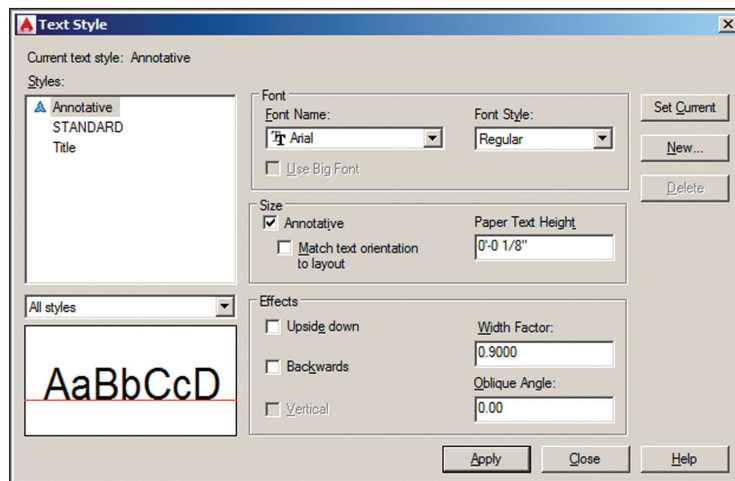 Text Style
Current text style: Annotative
Styles:
Annotative
STANDARD
Title
All styles
AaBbCcD
Font
Font Name:
Arial
Use Big Font
Font Style:
Regular
Size
Annotative
Match text orientation
to layout
Paper Text Height
0'-0 1/8"
Effects
Upside down
Backwards
Vertical
Width Factor:
0.9000
Oblique Angle:
0.00
Set Current
New...
Delete
Apply
Close
Help